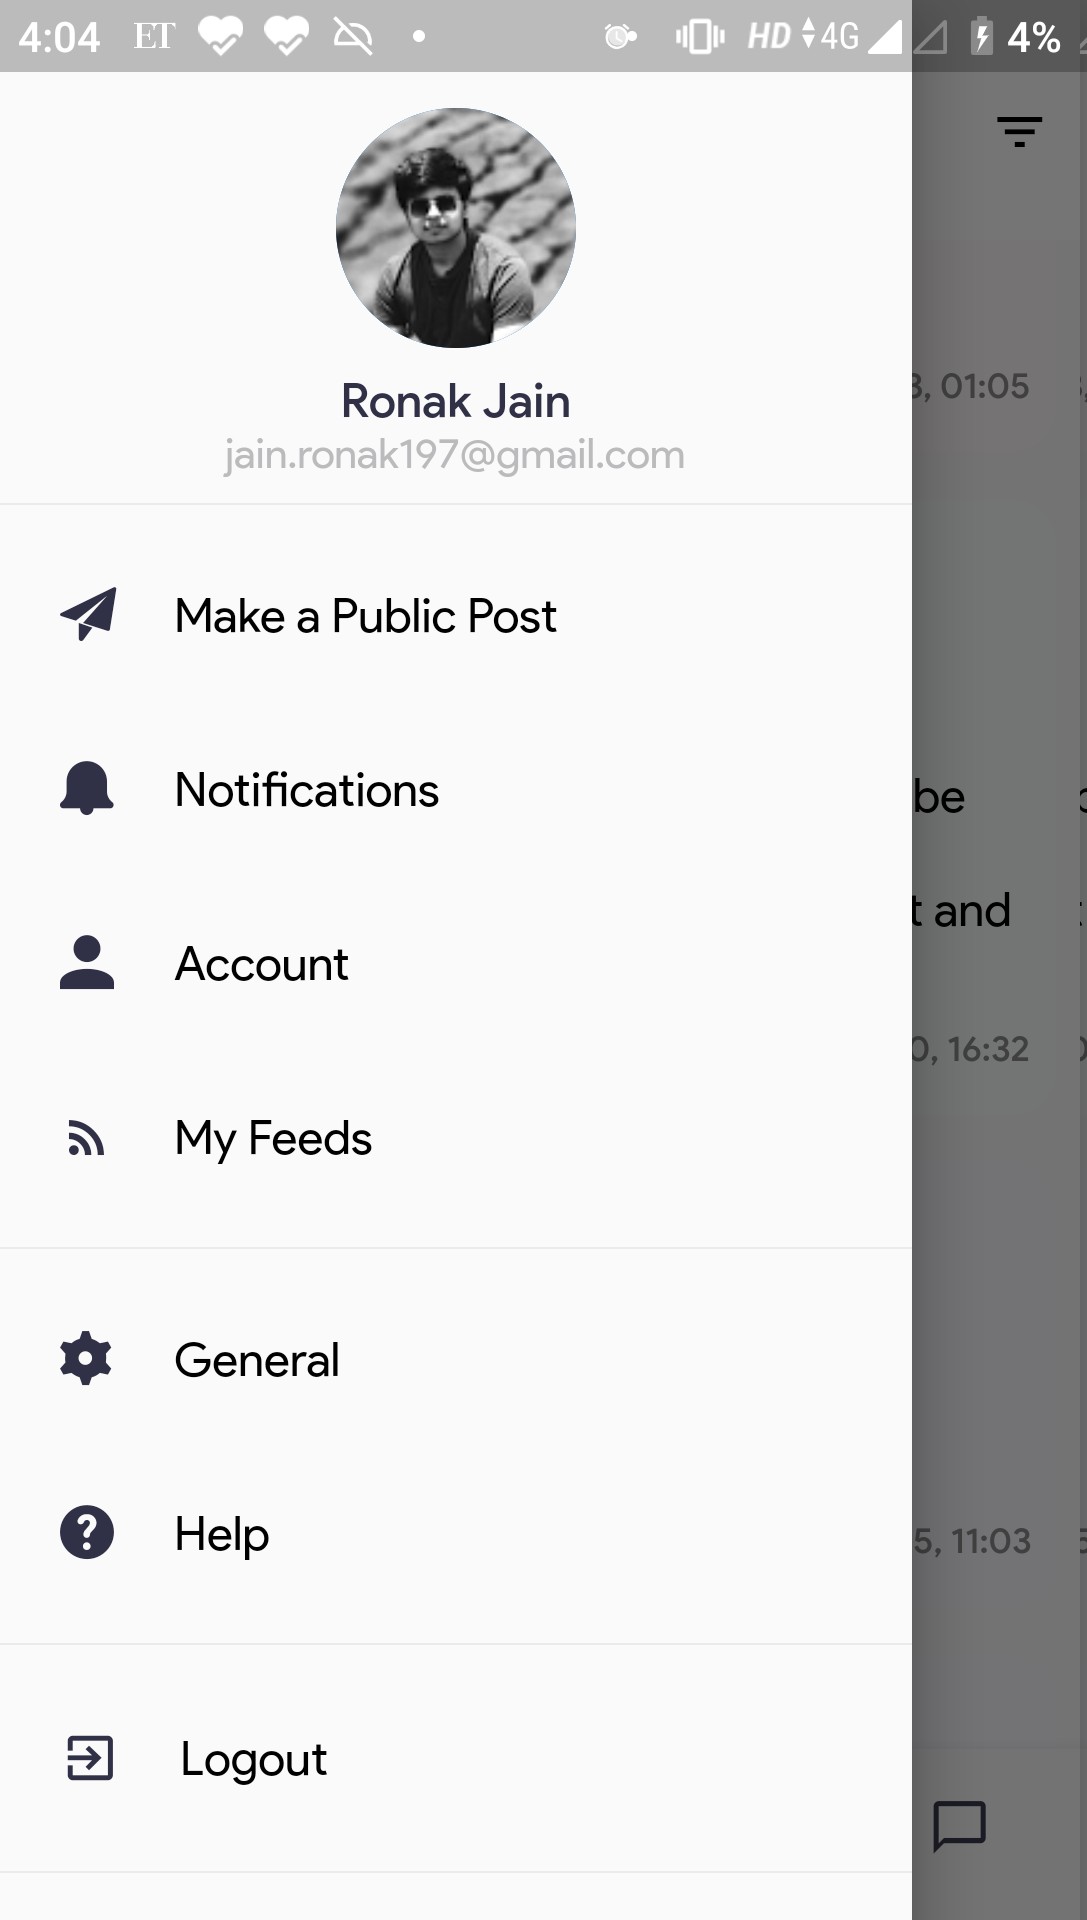 4:04 ET HD 4G 4%
Ronak Jain
jain.ronak197@gmail.com
3, 01:05
Make a Public Post
Notifications
be
Account
t and
0, 16:32
My Feeds
General
Help
5, 11:03
Logout